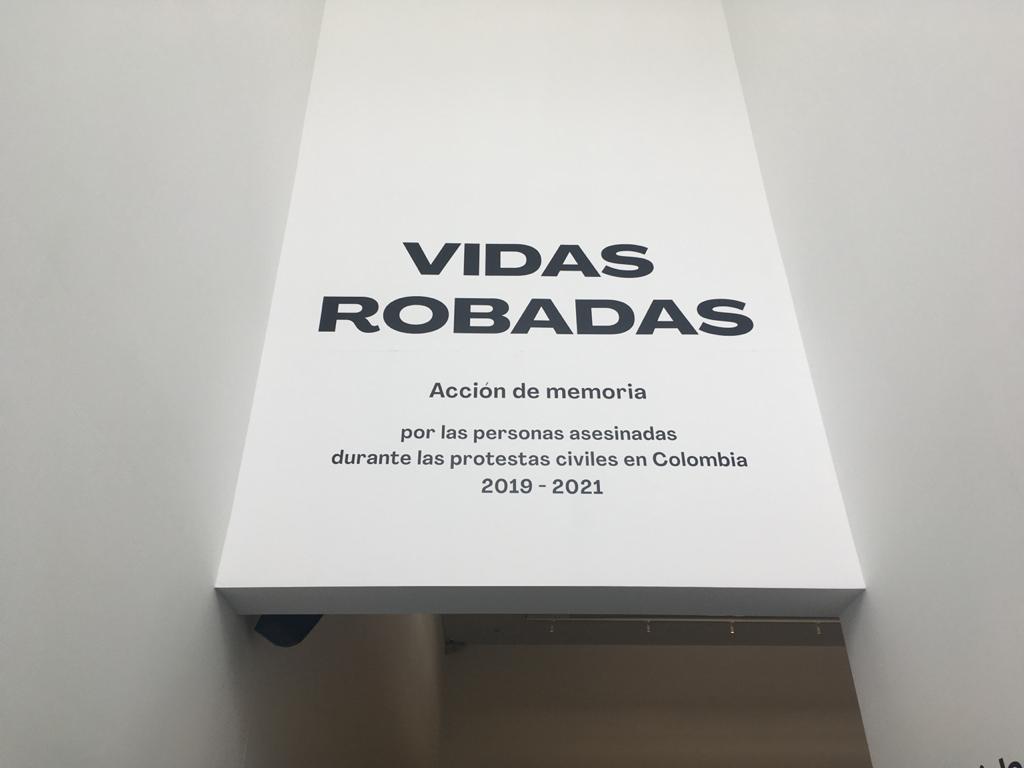 VIDAS
ROBADAS
Acción de memoria
por las personas asesinadas
durante las protestas civiles en Colombia
2019 - 2021